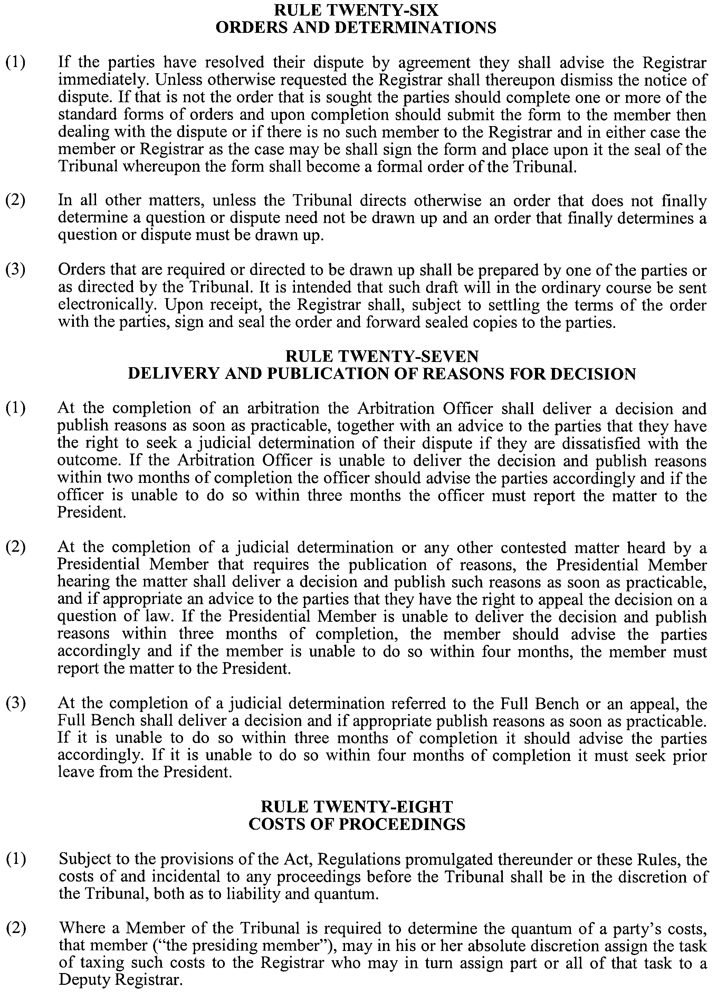 RULE TWENTY-SIX
ORDERS AND DETERMINATIONS
(1) If the parties have resolved their dispute by agreement they shall advise the Registrar
immediately. Unless otherwise requested the Registrar shall thereupon dismiss the notice of
dispute. If that is not the order that is sought the parties should complete one or more of the
standard forms of orders and upon completion should submit the form to the member then
dealing with the dispute or if there is no such member to the Registrar and in either case the
member or Registrar as the case may be shall sign the form and place upon it the seal of the
Tribunal whereupon the form shall become a formal order of the Tribunal.
(2) In all other matters, unless the Tribunal directs otherwise an order that does not finally
determine a question or dispute need not be drawn up and an order that finally determines a
question or dispute must be drawn up.
(3) Orders that are required or directed to be drawn up shall be prepared by one of the parties or
as directed by the Tribunal. It is intended that such draft will in the ordinary course be sent
electronically. Upon receipt, the Registrar shall, subject to settling the terms of the order
with the parties, sign and seal the order and forward sealed copies to the parties.
RULE TWENTY-SEVEN
DELIVERY AND PUBLICATION OF REASONS FOR DECISION
(1) At the completion of an arbitration the Arbitration Officer shall deliver a decision and
publish reasons as soon as practicable, together with an advice to the parties that they have
the right to seek a judicial determination of their dispute if they are dissatisfied with the
outcome. If the Arbitration Officer is unable to deliver the decision and publish reasons
within two months of completion the officer should advise the parties accordingly and if the
officer is unable to do so within three months the officer must report the matter to the
President.
(2) At the completion of a judicial determination or any other contested matter heard by a
Presidential Member that requires the publication of reasons, the Presidential Member
hearing the matter shall deliver a decision and publish such reasons as soon as practicable,
and if appropriate an advice to the parties that they have the right to appeal the decision on a
question of law. If the Presidential Member is unable to deliver the decision and publish
reasons within three months of completion, the member should advise the parties
accordingly and if the member is unable to do so within four months, the member must
report the matter to the President.
(3) At the completion of a judicial determination referred to the Full Bench or an appeal, the
Full Bench shall deliver a decision and if appropriate publish reasons as soon as practicable.
If it is unable to do so within three months of completion it should advise the parties
accordingly. If it is unable to do so within four months of completion it must seek prior
leave from the President.
RULE TWENTY-EIGHT
COSTS OF PROCEEDINGS
(1) Subject to the provisions of the Act, Regulations promulgated thereunder or these Rules, the
costs of and incidental to any proceedings before the Tribunal shall be in the discretion of
the Tribunal, both as to liability and quantum.
(2) Where a Member of the Tribunal is required to determine the quantum of a party's costs,
that member ("the presiding member"), may in his or her absolute discretion assign the task
of taxing such costs to the Registrar who may in turn assign part or all of that task to a
Deputy Registrar.